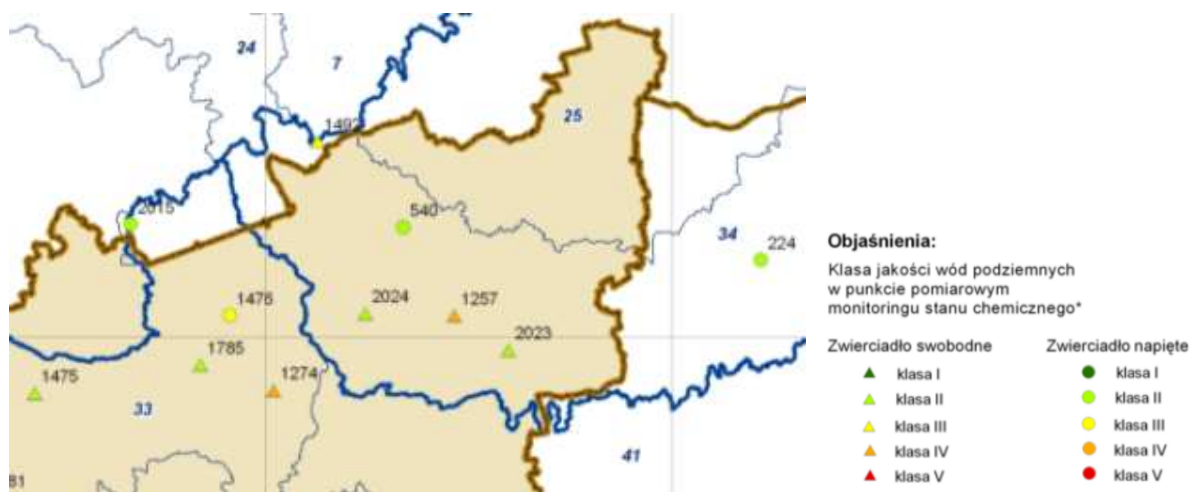 24
7
25
1492
2015
540
34
224
1476
2024
1257
2023
1785
1475
1274
33
41
81
Objaśnienia:
Klasa jakości wód podziemnych
w punkcie pomiarowym
monitoringu stanu chemicznego*
Zwierciadło swobodne Zwierciadło napięte
klasa I klasa I
klasa II klasa II
klasa III klasa III
klasa IV klasa IV
klasa V klasa V